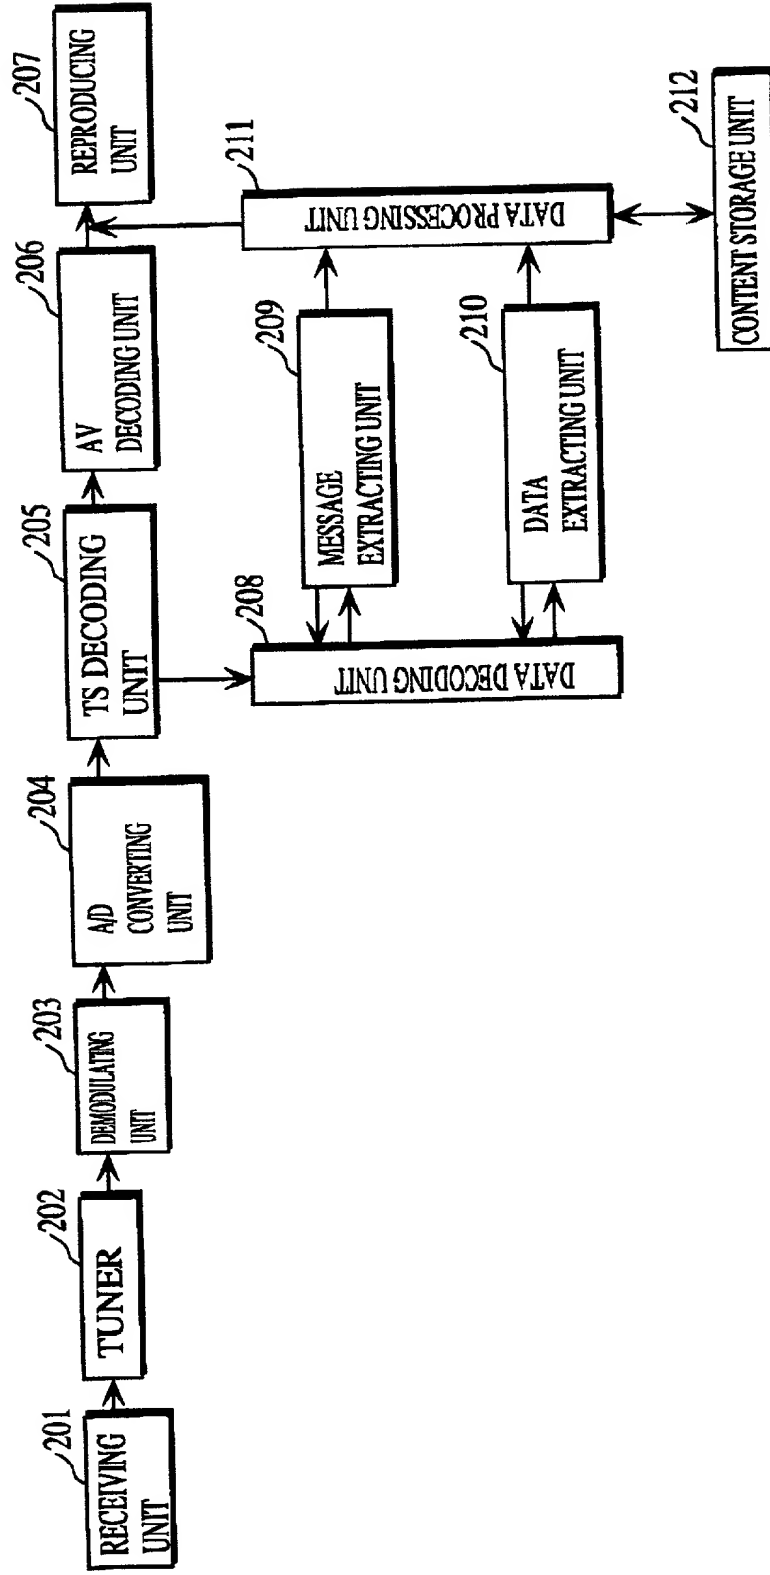 201
RECEIVING
UNIT
202
TUNER
203
DEMODULATING
UNIT
204
A/D
CONVERTING
UNIT
205
TS DECODING
UNIT
206
AV
DECODING UNIT
207
REPRODUCING
UNIT
208
DATA DECODING UNIT
209
MESSAGE
EXTRACTING UNIT
210
DATA
EXTRACTING UNIT
211
DATA PROCESSING UNIT
212
CONTENT STORAGE UNIT